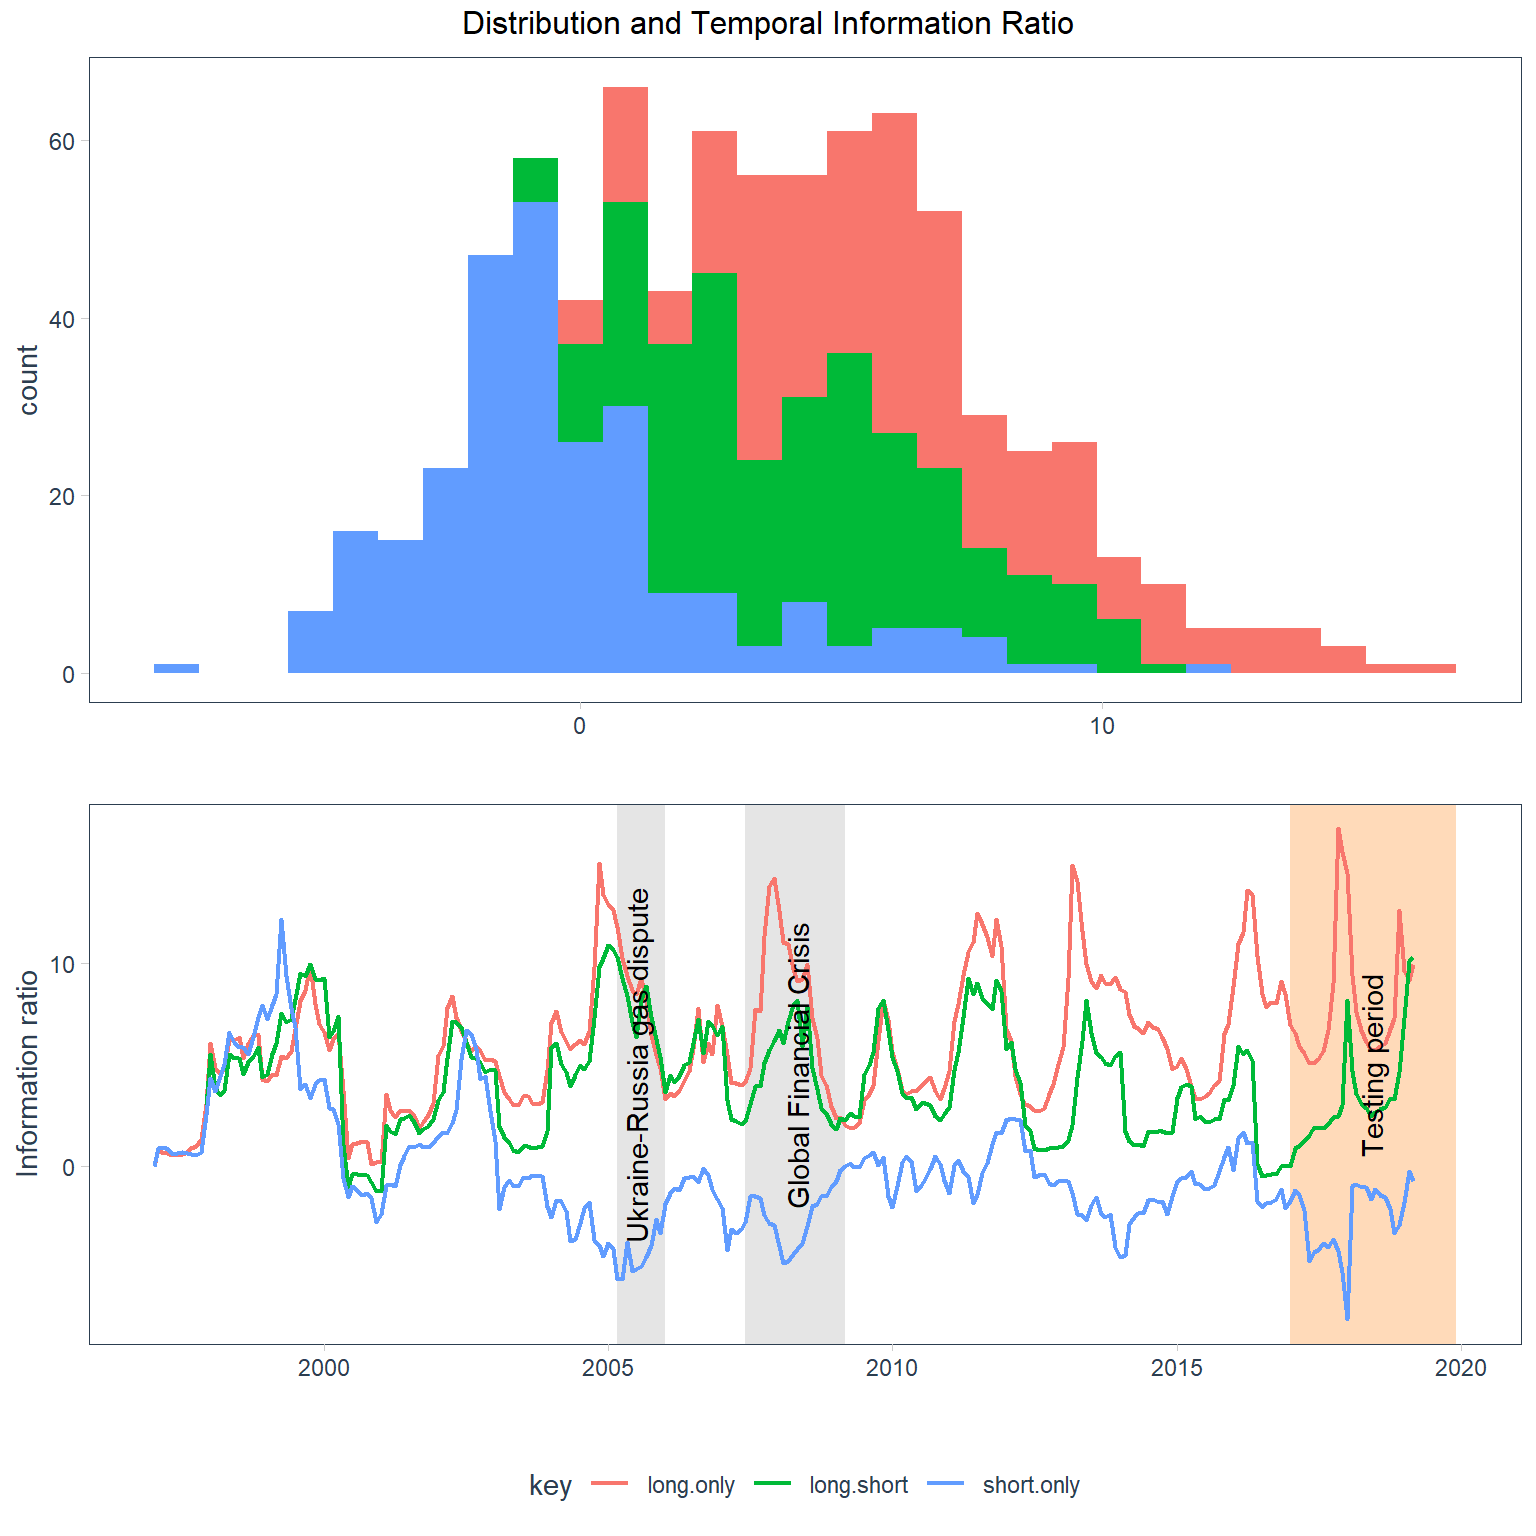 Distribution and Temporal Information Ratio
60
40
20
0
count
0 10
10
0
Information ratio
Ukraine-Russia gas dispute
Global Financial Crisis
Testing period
2000 2005 2010 2015 2020
key long.only long.short short.only